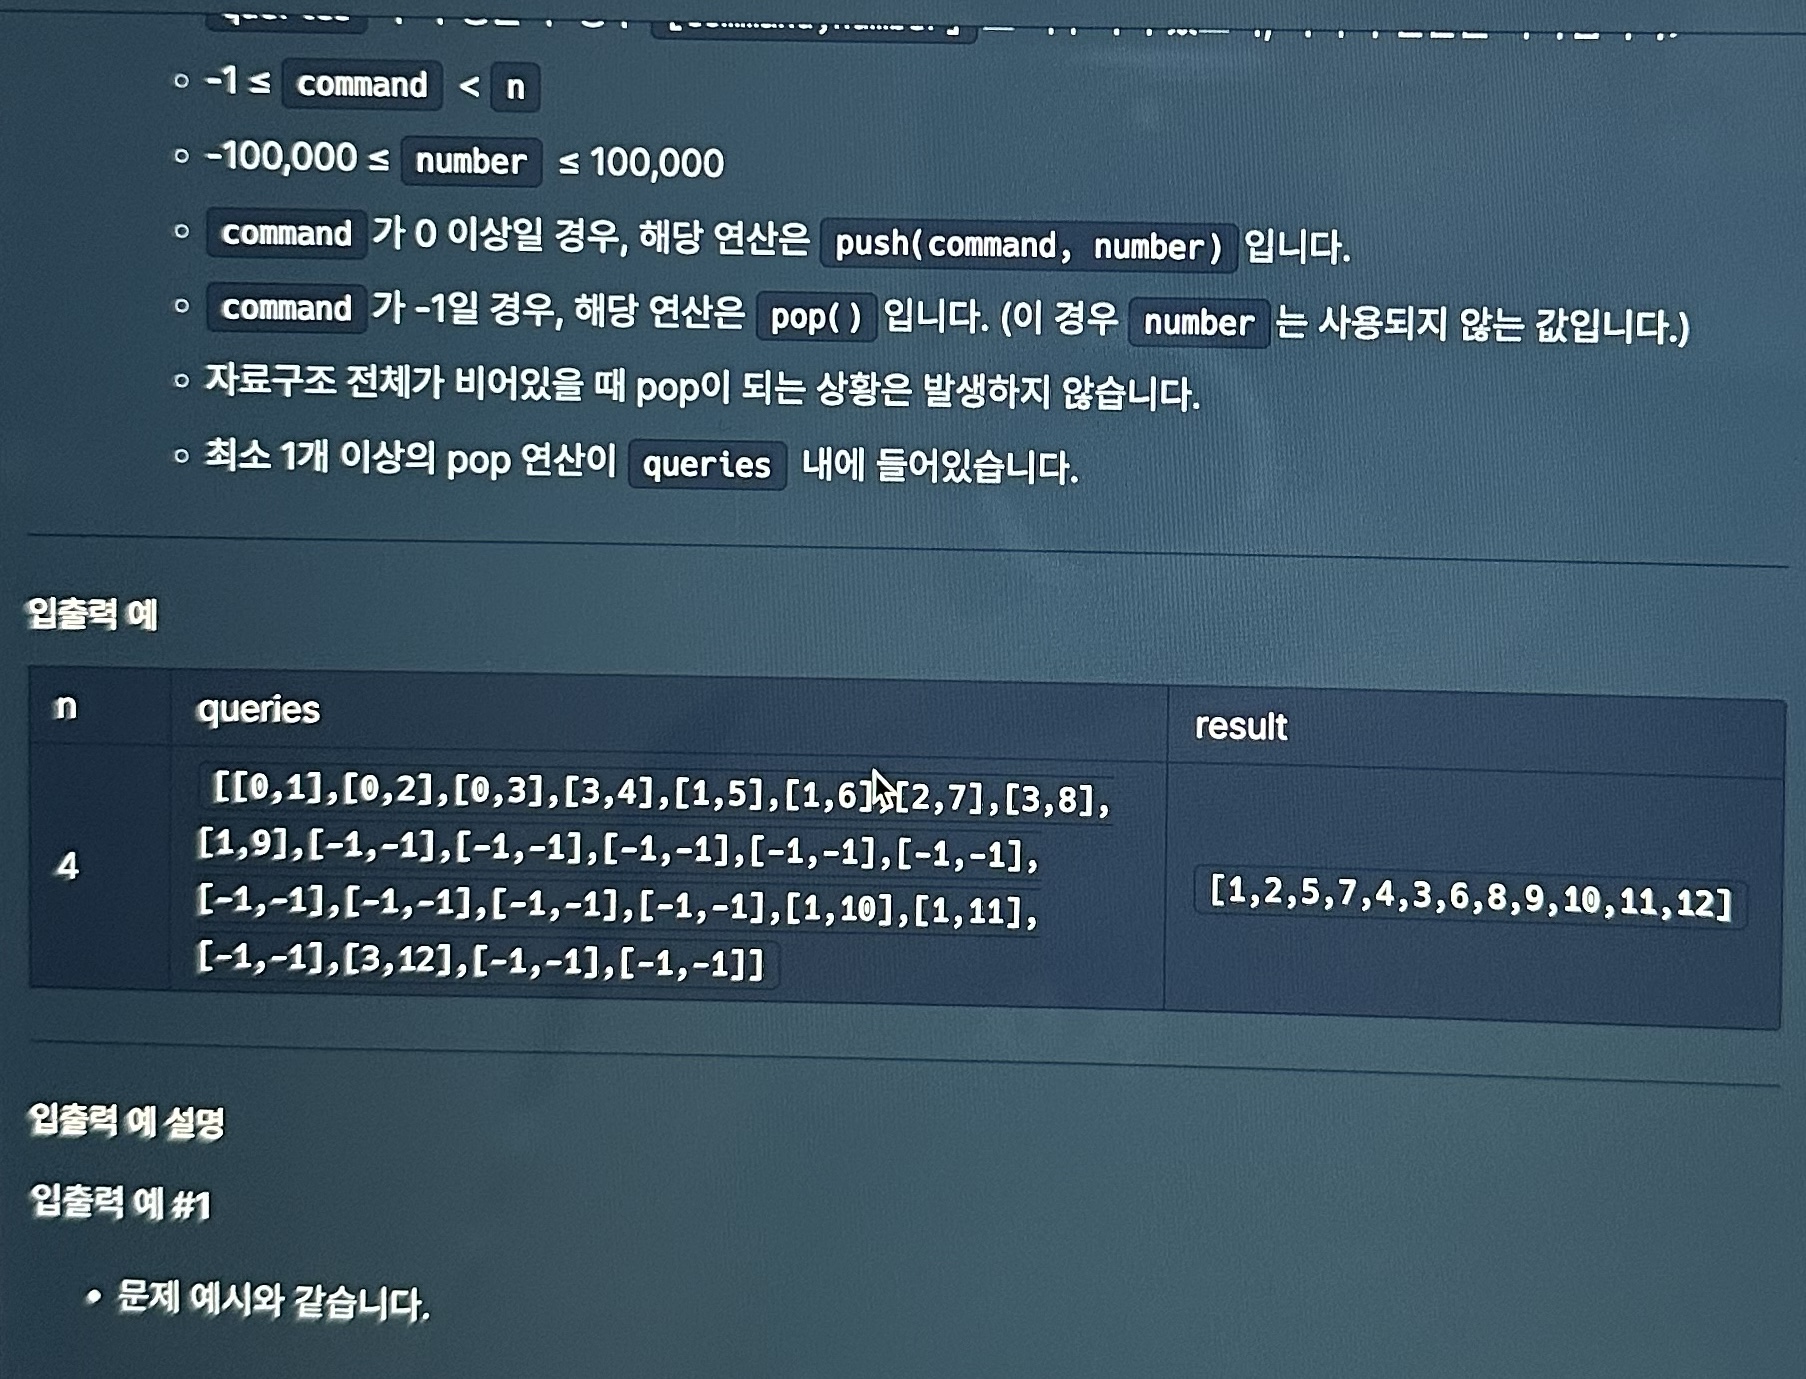 [command,number]
-1 ≤ command < n
-100,000 ≤ number ≤ 100,000
command 가 0 이상일 경우, 해당 연산은 push(command, number) 입니다.
command 가 -1일 경우, 해당 연산은 pop() 입니다. (이 경우 number 는 사용되지 않는 값입니다.)
자료구조 전체가 비어있을 때 pop이 되는 상황은 발생하지 않습니다.
최소 1개 이상의 pop 연산이 queries 내에 들어있습니다.
입출력 예
n queries result
[[0,1],[0,2],[0,3],[3,4],[1,5],[1,6],[2,7],[3,8],
[1,9],[-1,-1],[-1,-1],[-1,-1],[-1,-1],[-1,-1],
4 [-1,-1],[-1,-1],[-1,-1],[-1,-1],[1,10],[1,11], [1,2,5,7,4,3,6,8,9,10,11,12]
[-1,-1],[3,12],[-1,-1],[-1,-1]]
입출력 예 설명
입출력 예 #1
• 문제 예시와 같습니다.